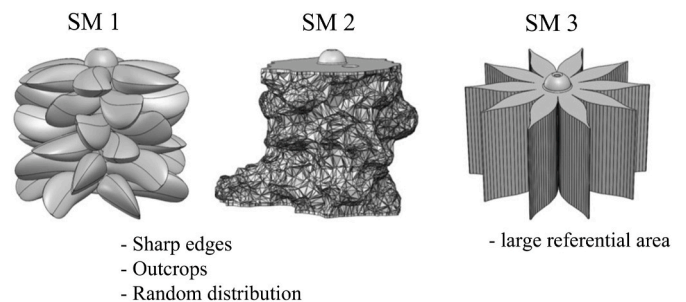 SM 1
SM 2
SM 3
- Sharp edges
- Outcrops
- Random distribution
- large referential area